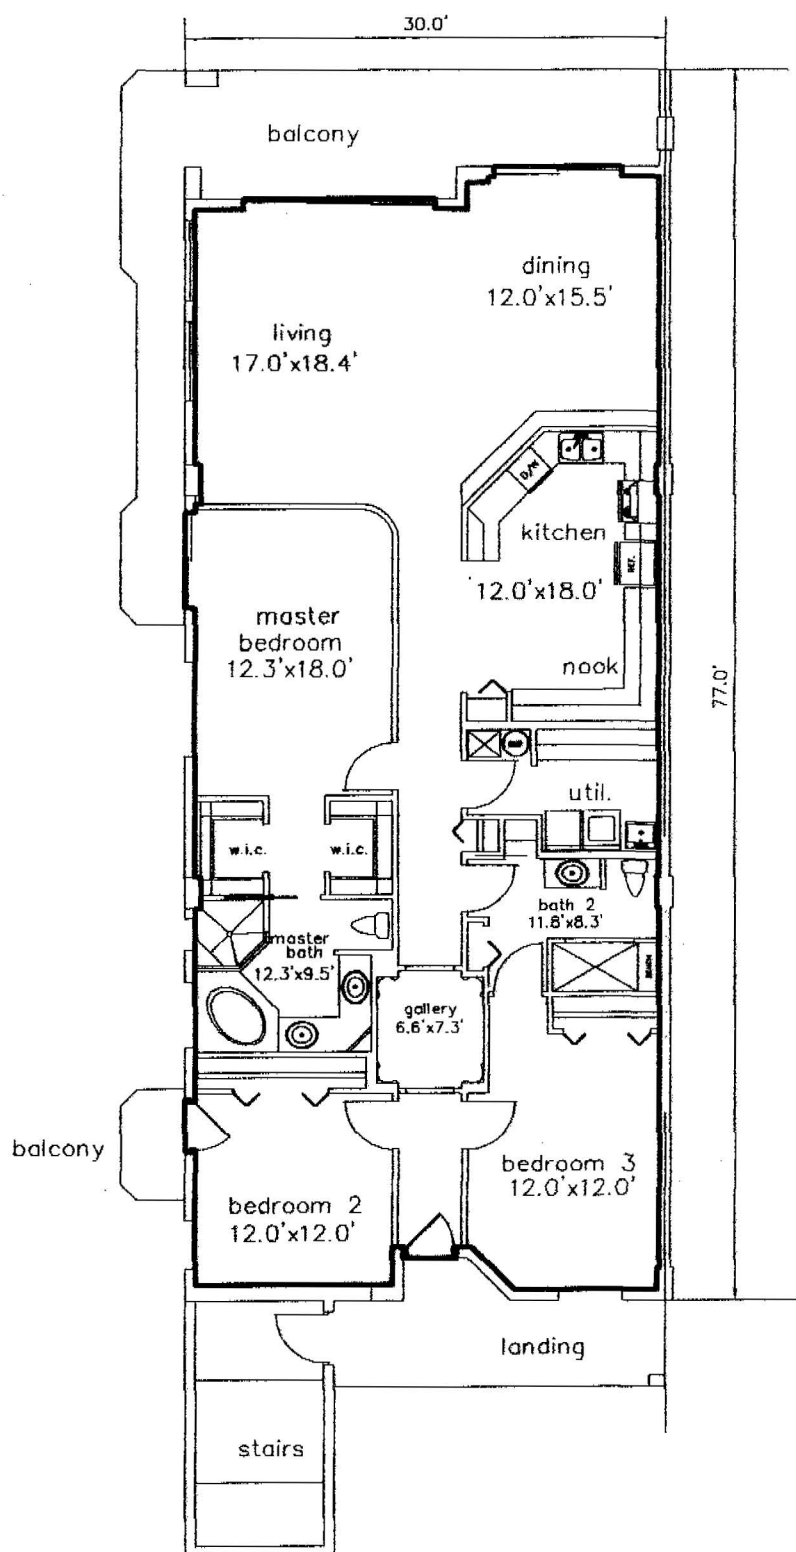 30.0'
balcony
dining
12.0'x15.5'
living
17.0'x18.4'
D/W
kitchen
REF.
12.0'x18.0'
master
bedroom
12.3'x18.0'
nook
77.0'
util.
w.i.c.
w.i.c.
bath 2
11.8'x8.3'
master
bath
12.3'x9.5'
BENCH
gallery
6.6'x7.3'
balcony
bedroom 3
12.0'x12.0'
bedroom 2
12.0'x12.0'
landing
stairs